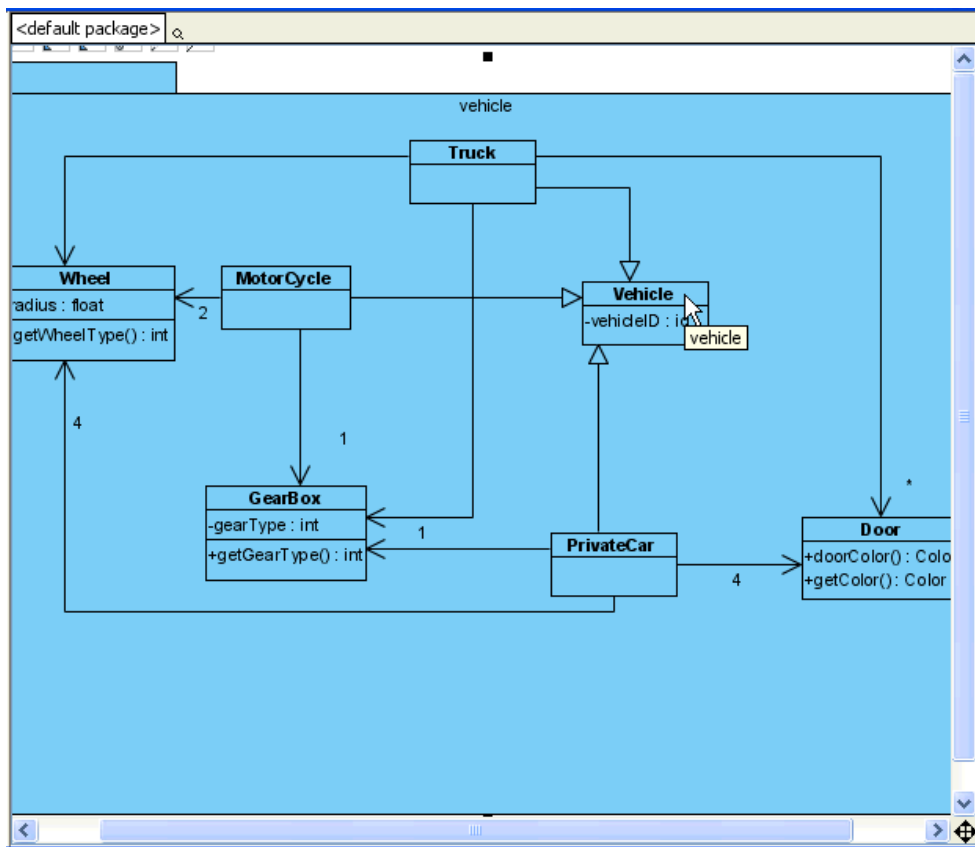 <default package>
vehicle
Truck
Wheel
adius : float
getWheelType() : int
MotorCycle
2
Vehicle
-vehicleID : i
vehicle
4
1
*
GearBox
-gearType : int
+getGearType() : int
1
PrivateCar
4
Door
+doorColor() : Colo
+getColor() : Color